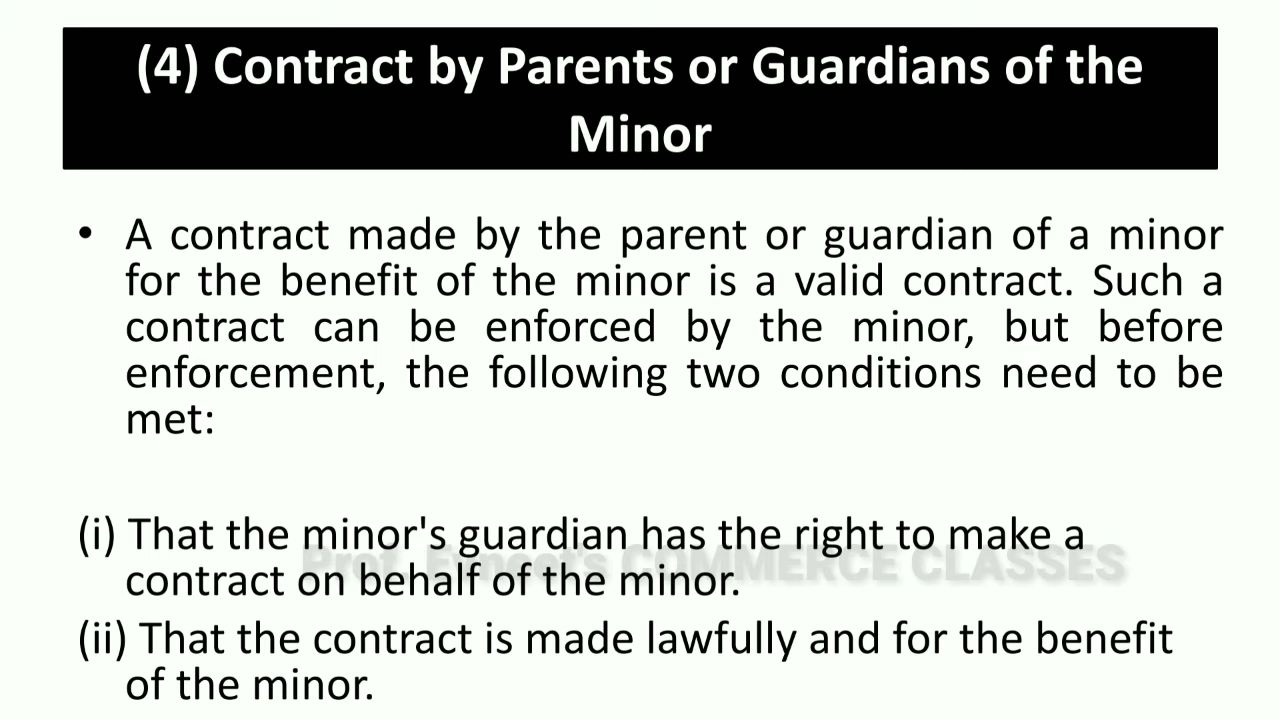 (4) Contract by Parents or Guardians of the
Minor
• A contract made by the parent or guardian of a minor
for the benefit of the minor is a valid contract. Such a
contract can be enforced by the minor, but before
enforcement, the following two conditions need to be
met:
(i) That the minor's guardian has the right to make a
contract on behalf of the minor.
(ii) That the contract is made lawfully and for the benefit
of the minor.
Prof. COMMERCE CLASSES